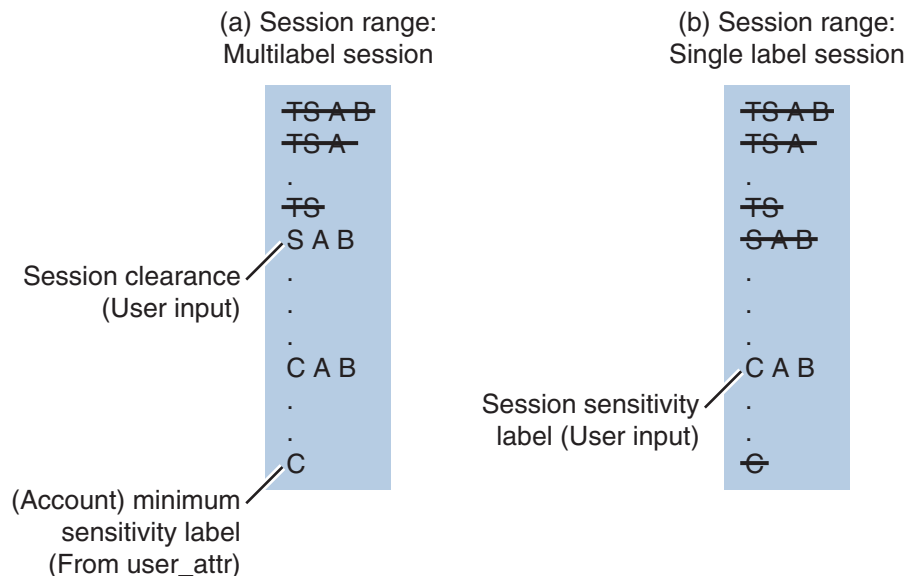 (a) Session range:
Multilabel session
TS A B
TS A
.
TS
S A B
Session clearance
(User input)
.
.
.
C A B
.
.
C
(Account) minimum
sensitivity label
(From user_attr)
(b) Session range:
Single label session
TS A B
TS A
.
TS
S A B
.
.
.
C A B
Session sensitivity
label (User input)
.
.
C